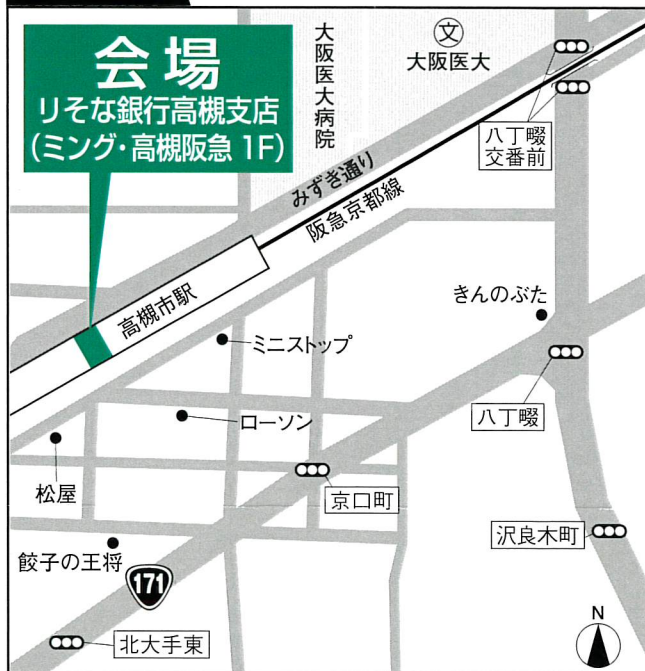 会場
りそな銀行高槻支店
(ミング・高槻阪急 1F)
大阪医大病院
文
大阪医大
八丁畷
交番前
みずき通り
阪急京都線
高槻市駅
きんのぶた
ミニストップ
八丁畷
ローソン
松屋
京口町
沢良木町
餃子の王将
171
北大手東
N